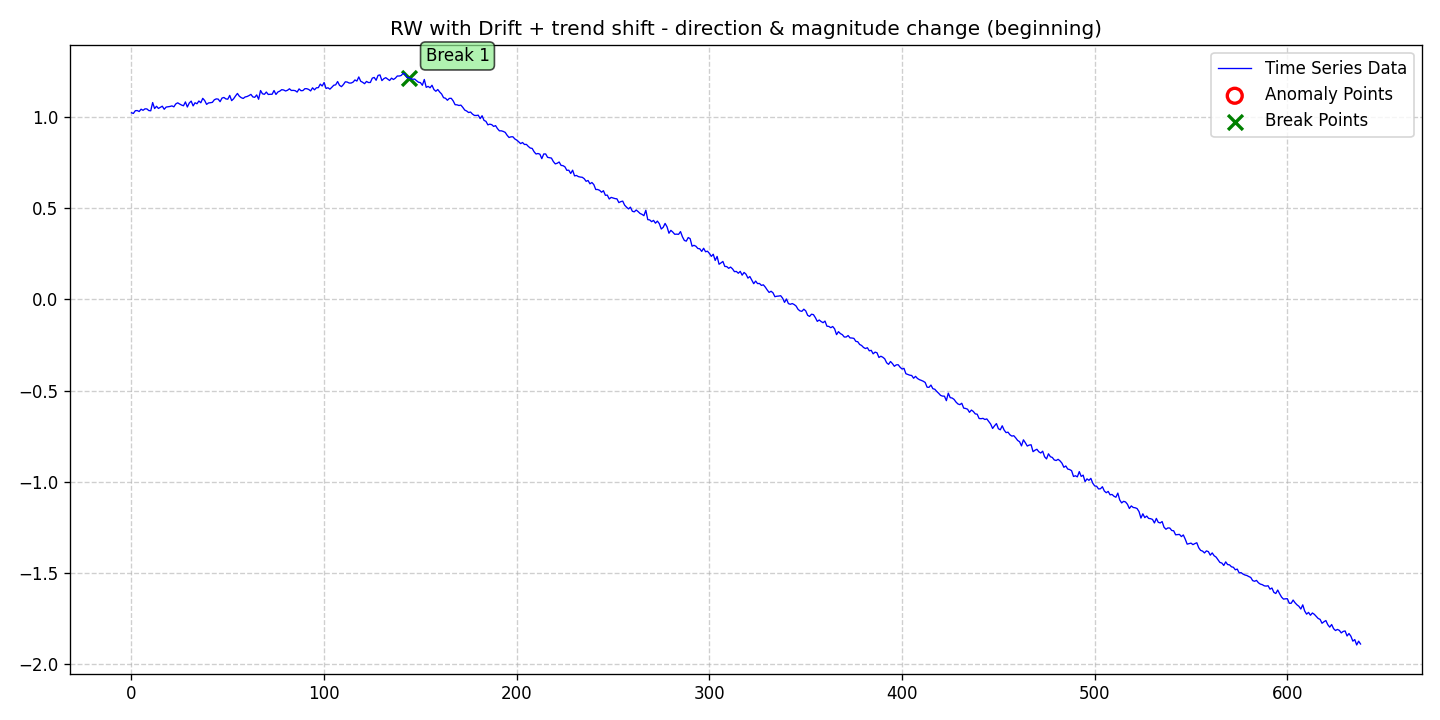 RW with Drift + trend shift - direction & magnitude change (beginning)
Break 1
Time Series Data
Anomaly Points
Break Points
1.0
0.5
0.0
−0.5
−1.0
−1.5
−2.0
0 100 200 300 400 500 600